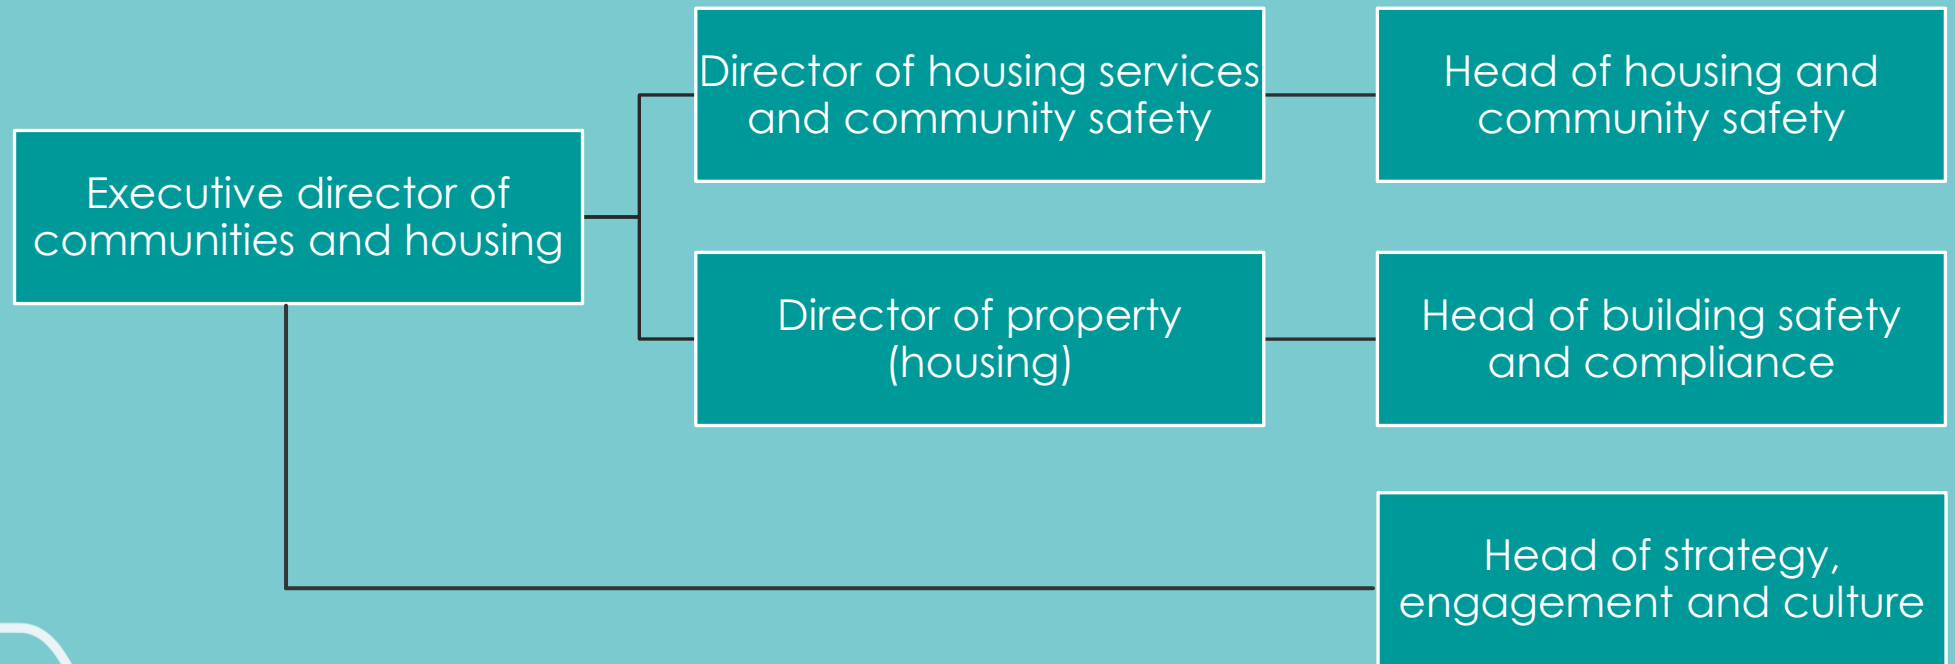 Executive director of
communities and housing
Director of housing services
and community safety
Head of housing and
community safety
Director of property
(housing)
Head of building safety
and compliance
Head of strategy,
engagement and culture